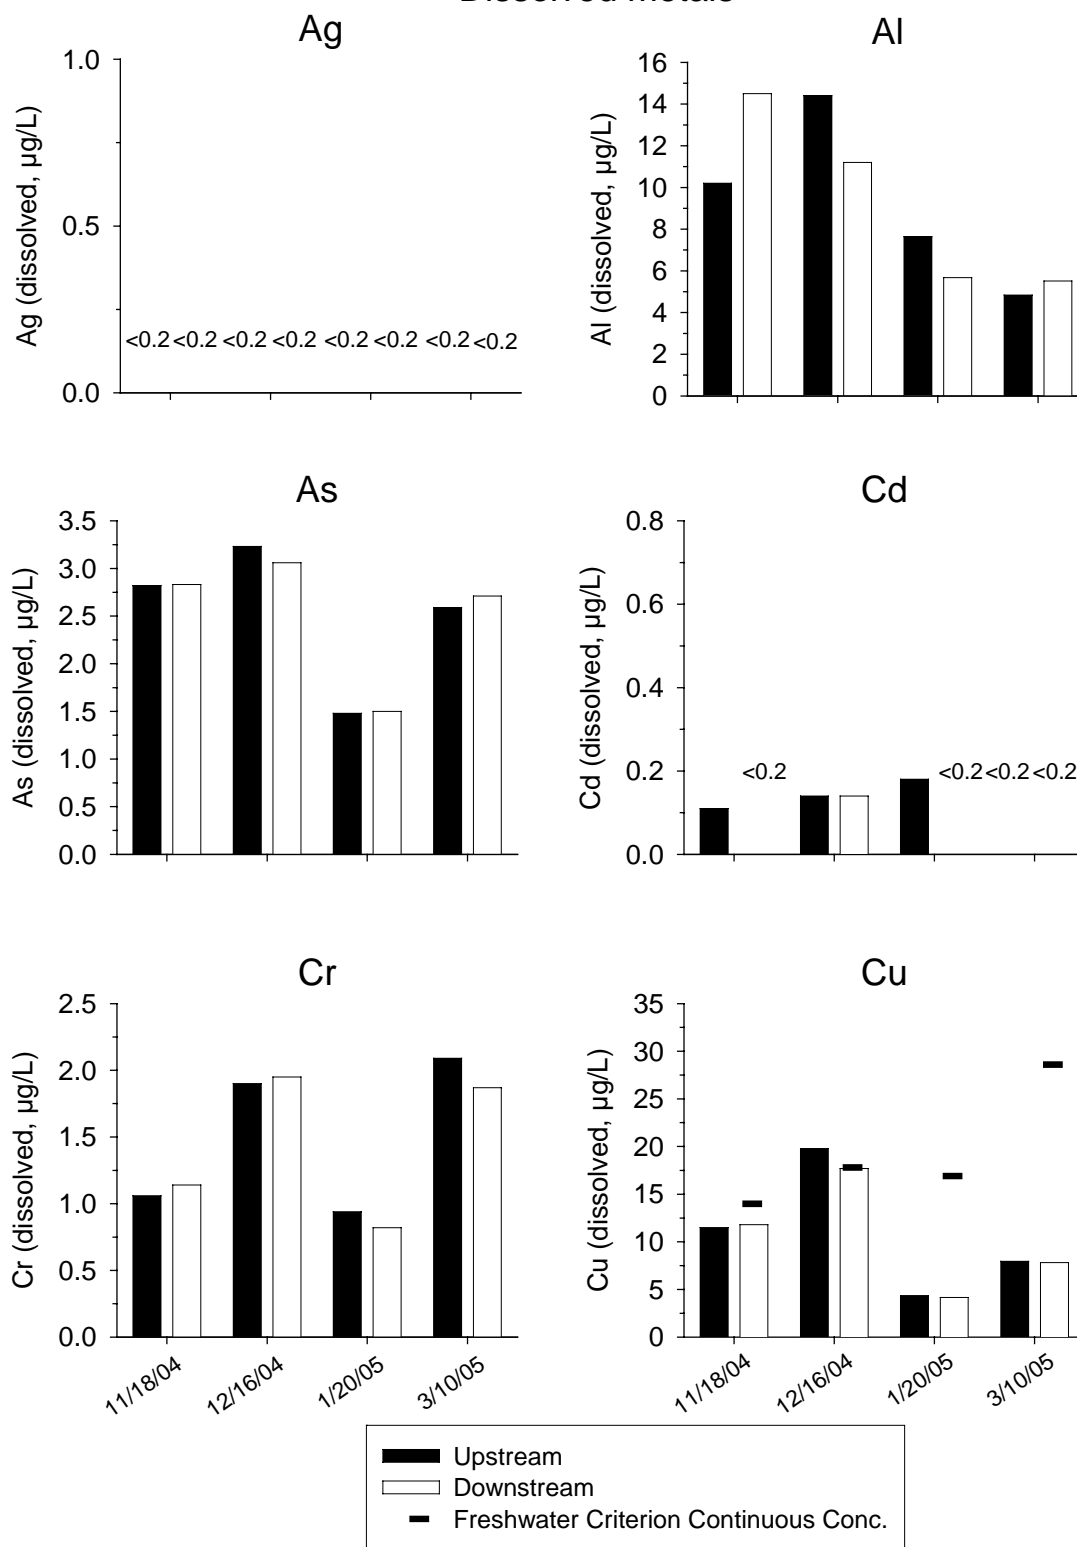 Dissolved metals
Ag
Ag (dissolved, µg/L)
1.0
0.5
0.0
<0.2 <0.2 <0.2 <0.2 <0.2 <0.2 <0.2 <0.2
Al
Al (dissolved, µg/L)
16
14
12
10
8
6
4
2
0
As
As (dissolved, µg/L)
3.5
3.0
2.5
2.0
1.5
1.0
0.5
0.0
Cd
Cd (dissolved, µg/L)
0.8
0.6
0.4
0.2
0.0
<0.2 <0.2 <0.2 <0.2
Cr
Cr (dissolved, µg/L)
2.5
2.0
1.5
1.0
0.5
0.0
11/18/04 12/16/04 1/20/05 3/10/05
Cu
Cu (dissolved, µg/L)
35
30
25
20
15
10
5
0
11/18/04 12/16/04 1/20/05 3/10/05
Upstream
Downstream
Freshwater Criterion Continuous Conc.